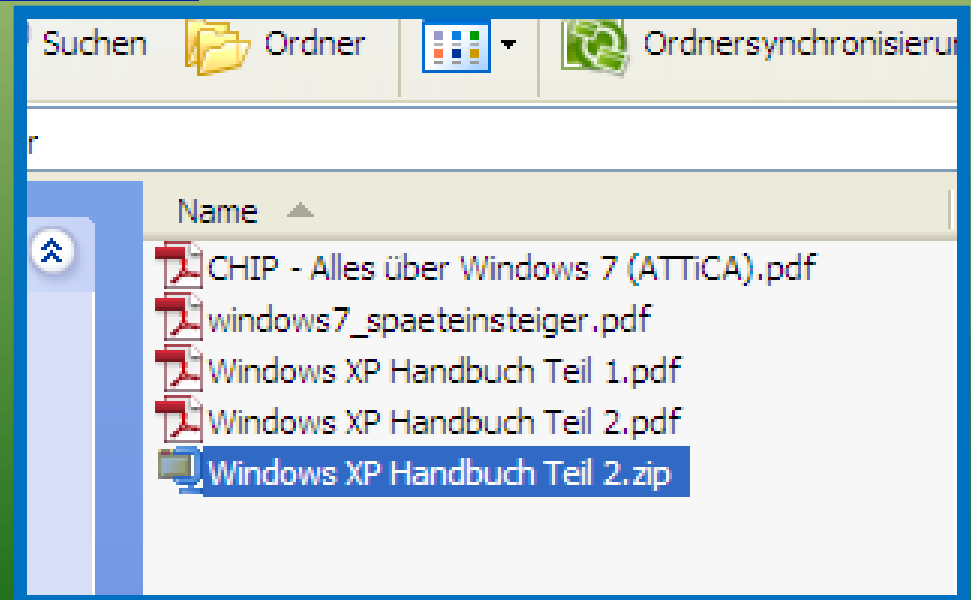 Suchen Ordner Ordnersynchronisierun
r
Name
CHIP - Alles über Windows 7 (ATTiCA).pdf
windows7_spaeteinsteiger.pdf
Windows XP Handbuch Teil 1.pdf
Windows XP Handbuch Teil 2.pdf
Windows XP Handbuch Teil 2.zip